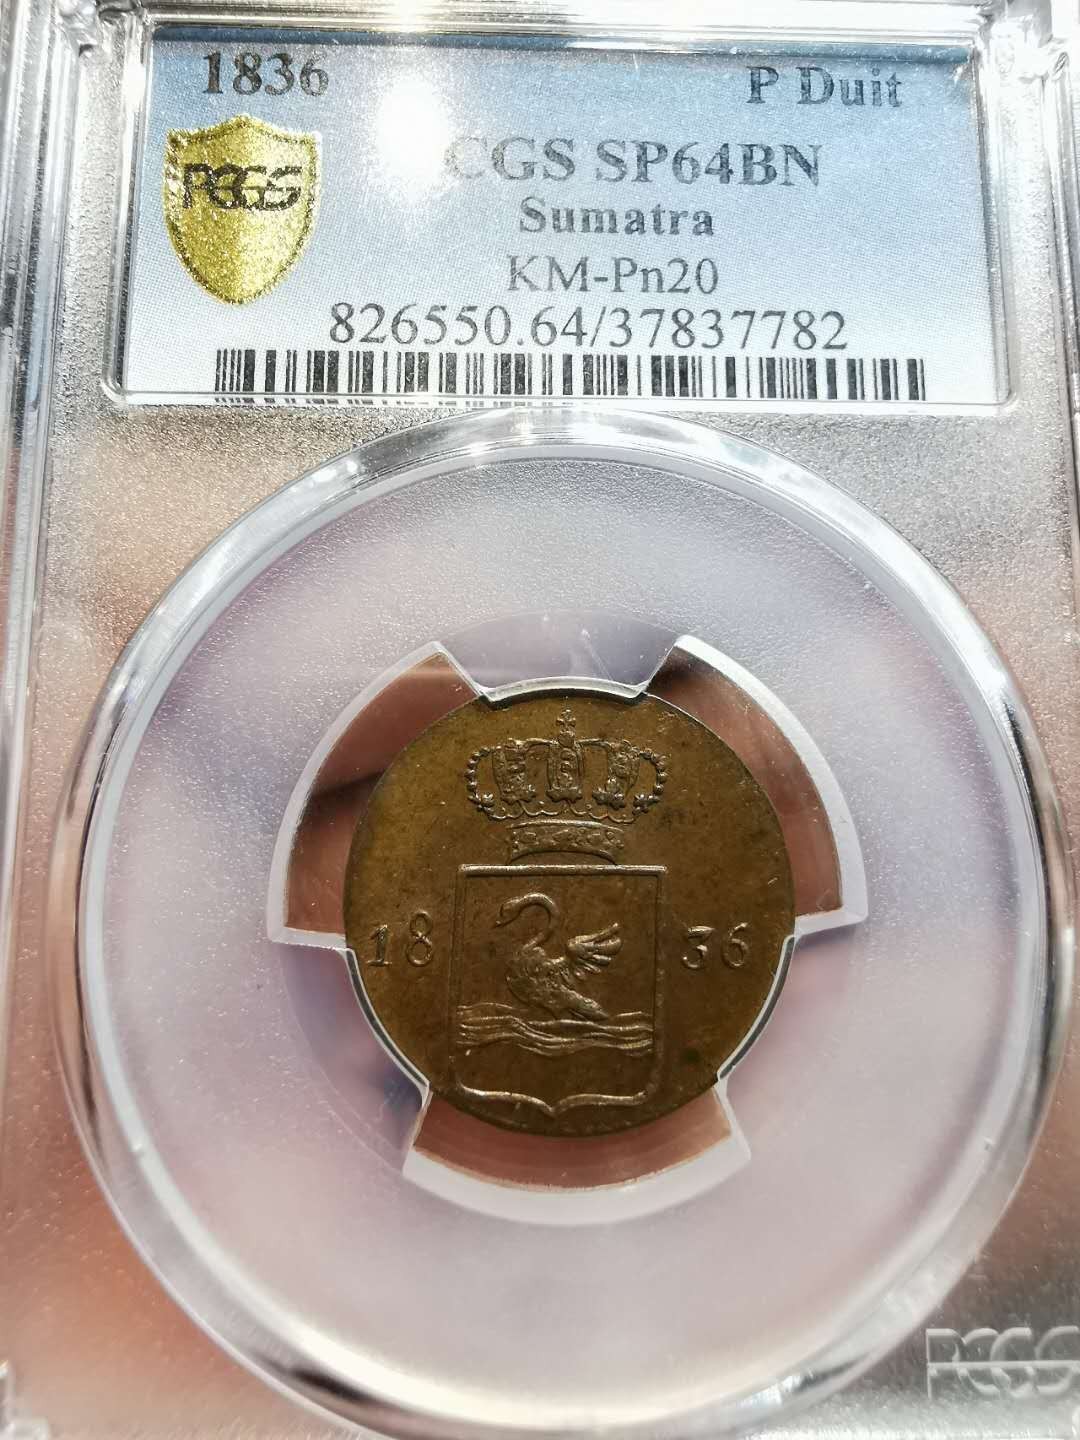 1836 P Duit
PCGS CGS SP64BN
Sumatra
KM-Pn20
826550.64/37837782
18 36
PCGS